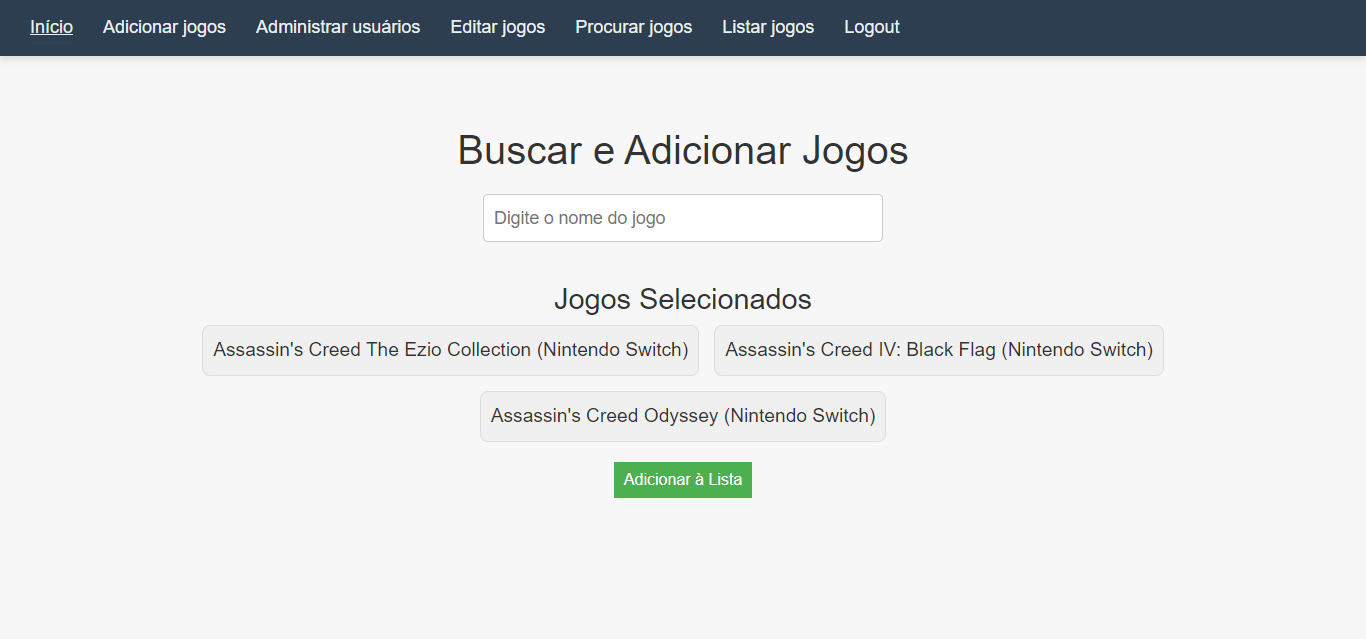 Início Adicionar jogos Administrar usuários Editar jogos Procurar jogos Listar jogos Logout
Buscar e Adicionar Jogos
Digite o nome do jogo
Jogos Selecionados
Assassin's Creed The Ezio Collection (Nintendo Switch) Assassin's Creed IV: Black Flag (Nintendo Switch)
Assassin's Creed Odyssey (Nintendo Switch)
Adicionar à Lista